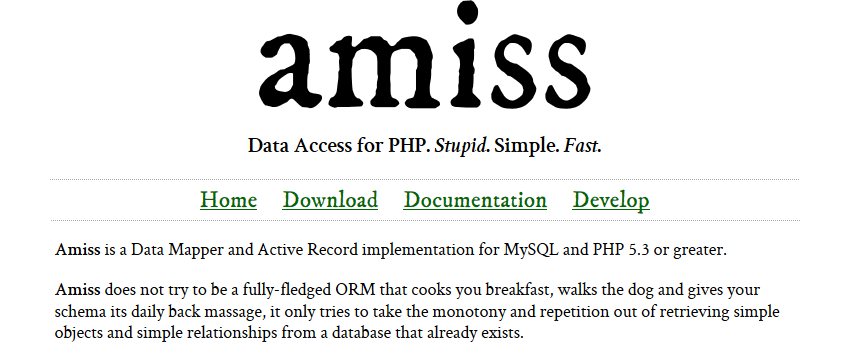 amiss
Data Access for PHP. Stupid. Simple. Fast.
Home Download Documentation Develop
Amiss is a Data Mapper and Active Record implementation for MySQL and PHP 5.3 or greater.
Amiss does not try to be a fully-fledged ORM that cooks you breakfast, walks the dog and gives your
schema its daily back massage, it only tries to take the monotony and repetition out of retrieving simple
objects and simple relationships from a database that already exists.